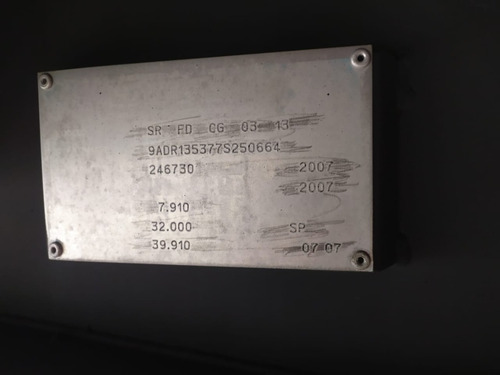 SR FD CG 03 13
9ADR135377S250664
246730 2007
2007
7.910
32.000 SP
39.910 07 07